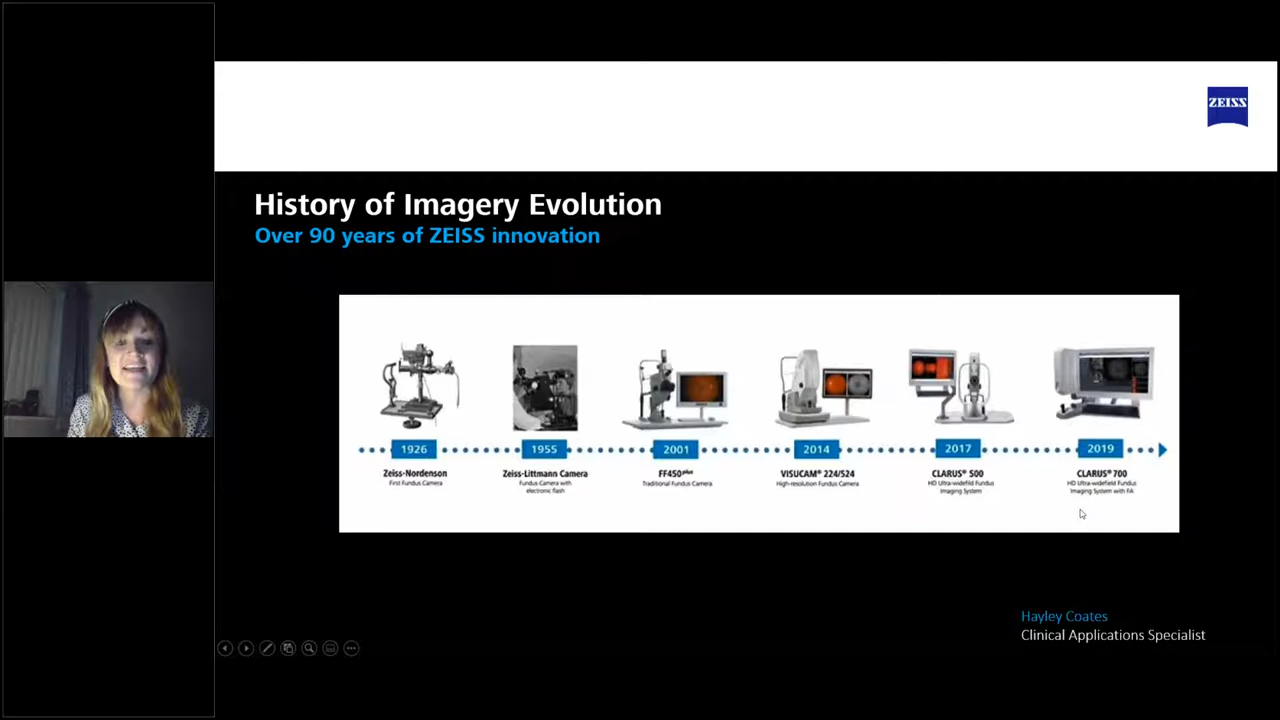 ZEISS
History of Imagery Evolution
Over 90 years of ZEISS innovation
1926
1955
2001
2014
2017
2019
Zeiss-Nordenson
First Fundus Camera
Zeiss-Littmann Camera
Fundus Camera with
electronic flash
FF450plus
Traditional Fundus Camera
VISUCAM® 224/524
High-resolution Fundus Camera
CLARUS® 500
HD Ultra-widefild Fundus
Imaging System
CLARUS® 700
HD Ultra-widefield Fundus
Imaging System with FA
Hayley Coates
Clinical Applications Specialist